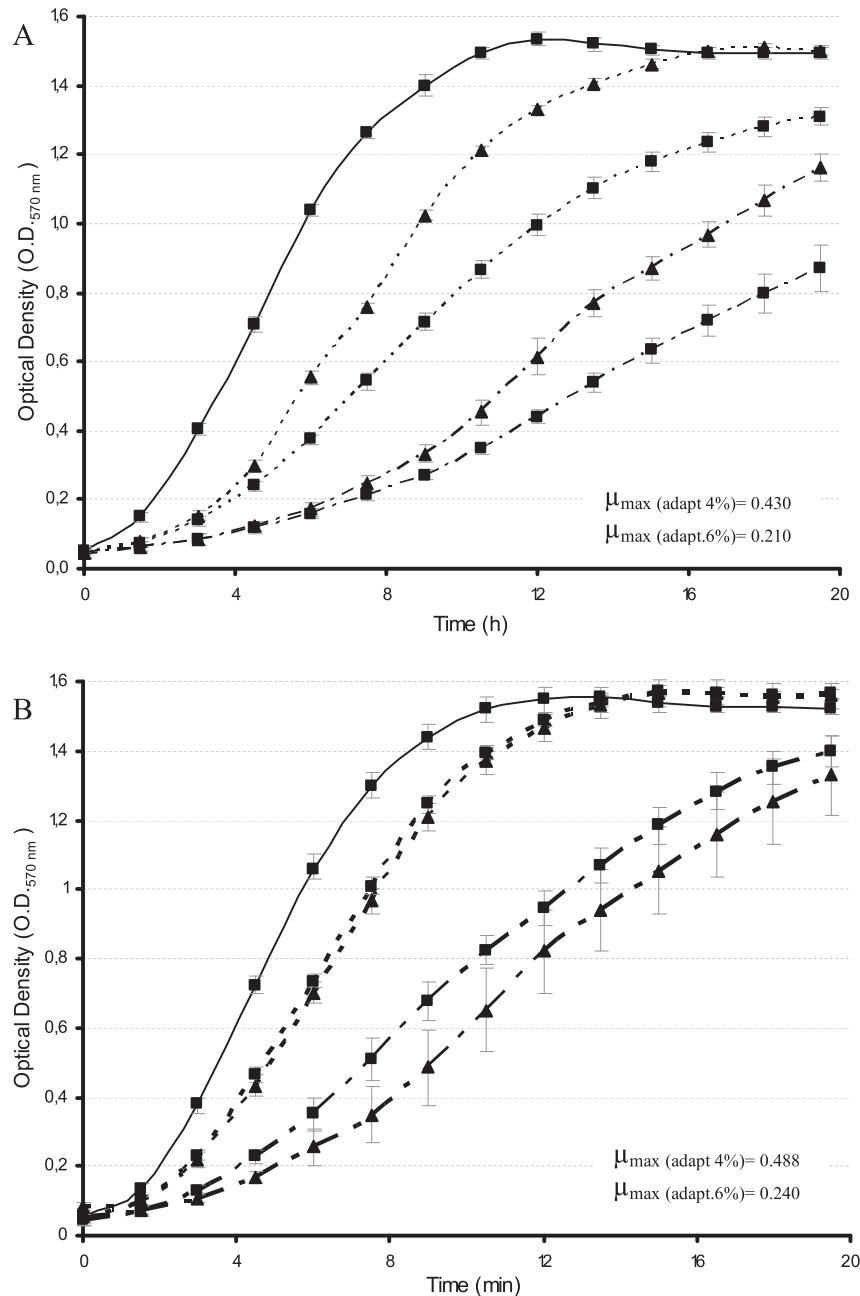 A
1,6
1,4
1,2
1,0
0,8
0,6
0,4
0,2
0,0
Optical Density (O.D.570 nm)
μmax (adapt 4%)= 0.430
μmax (adapt.6%)= 0.210
0 4 8 12 16 20
Time (h)
B
1,6
1,4
1,2
1
0,8
0,6
0,4
0,2
0
Optical Density (O.D.570 nm)
μmax (adapt 4%)= 0.488
μmax (adapt.6%)= 0.240
0 4 8 12 16 20
Time (min)